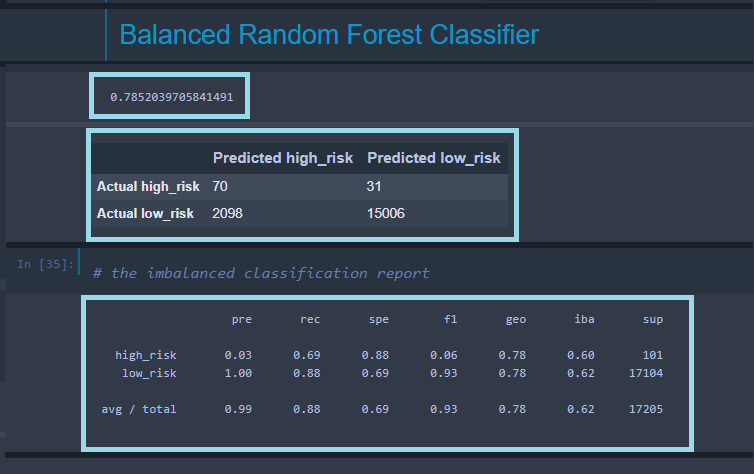 Balanced Random Forest Classifier
0.7852039705841491
Predicted high_risk Predicted low_risk
Actual high_risk 70 31
Actual low_risk 2098 15006
In [35]:
# the imbalanced classification report
pre rec spe f1 geo iba sup
high_risk 0.03 0.69 0.88 0.06 0.78 0.60 101
low_risk 1.00 0.88 0.69 0.93 0.78 0.62 17104
avg / total 0.99 0.88 0.69 0.93 0.78 0.62 17205